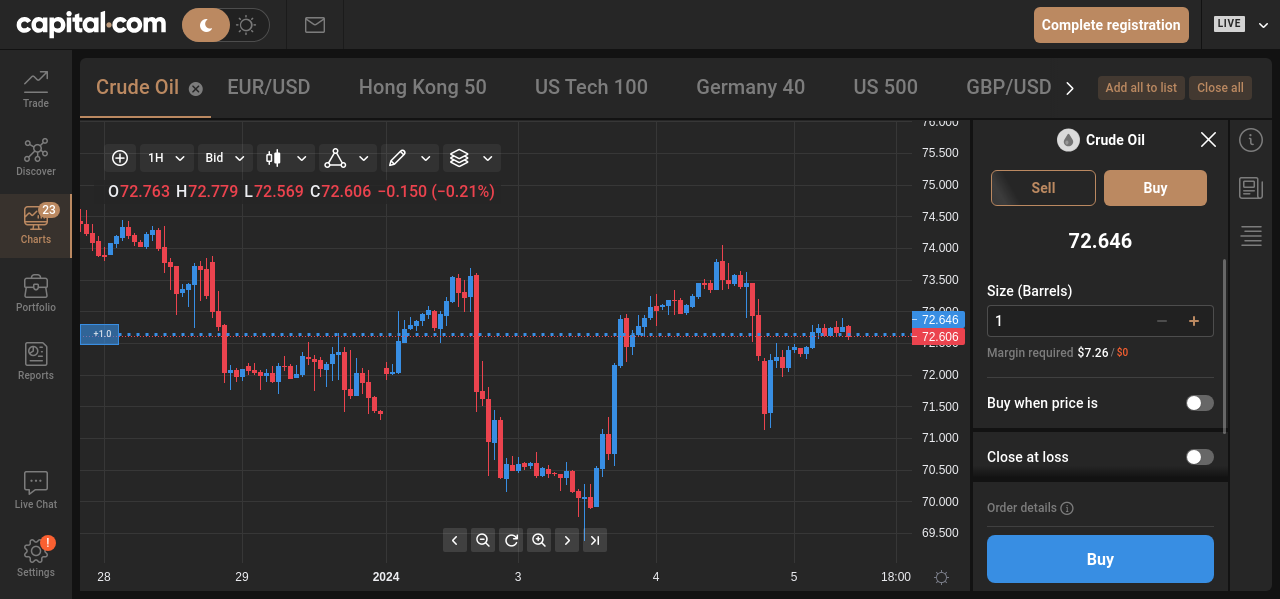 capital.com
Complete registration
LIVE
Trade
Discover
23
Charts
Portfolio
Reports
Live Chat
!
Settings
Crude Oil
EUR/USD
Hong Kong 50
US Tech 100
Germany 40
US 500
GBP/USD
Add all to list
Close all
1H
Bid
O72.763 H72.779 L72.569 C72.606 −0.150 (−0.21%)
+1.0
76.000
75.500
75.000
74.500
74.000
73.500
73.000
72.646
72.606
72.000
71.500
71.000
70.500
70.000
69.500
28
29
2024
3
4
5
18:00
Crude Oil
Sell
Buy
72.646
Size (Barrels)
1
Margin required $7.26 / $0
Buy when price is
Close at loss
Order details
Buy